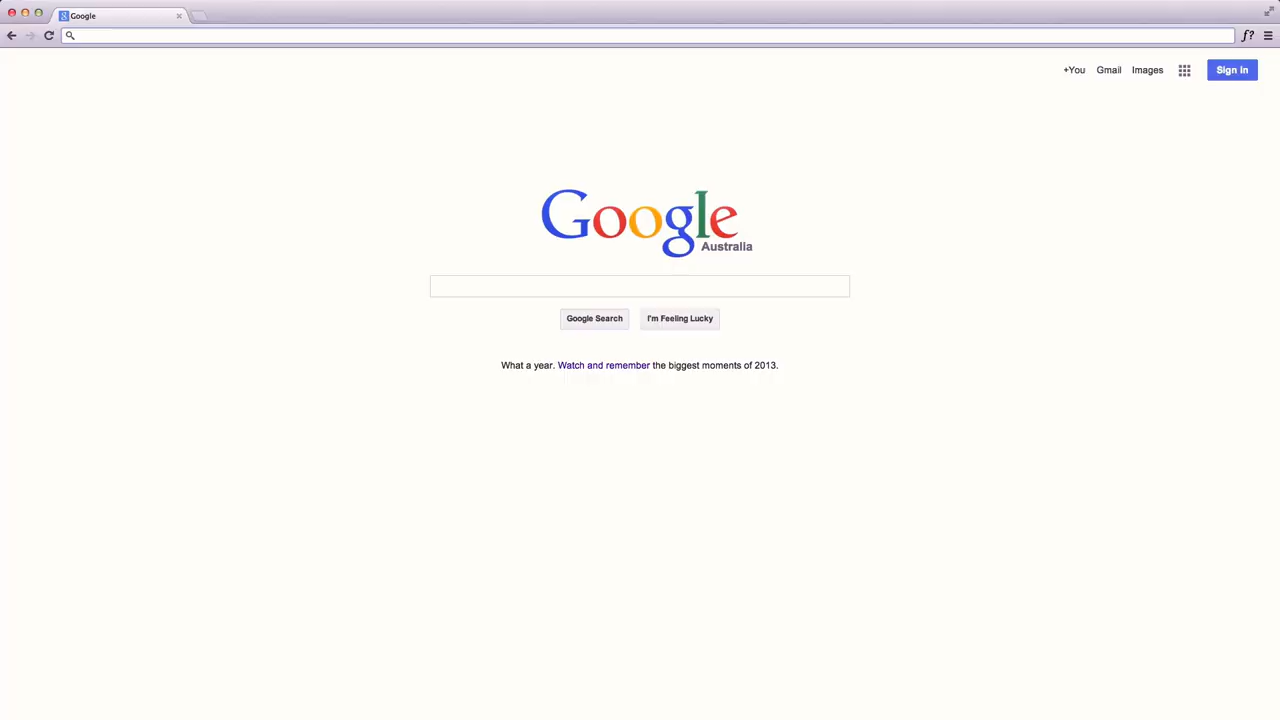 Google
+You Gmail Images Sign in
Google
Australia
Google Search I'm Feeling Lucky
What a year. Watch and remember the biggest moments of 2013.